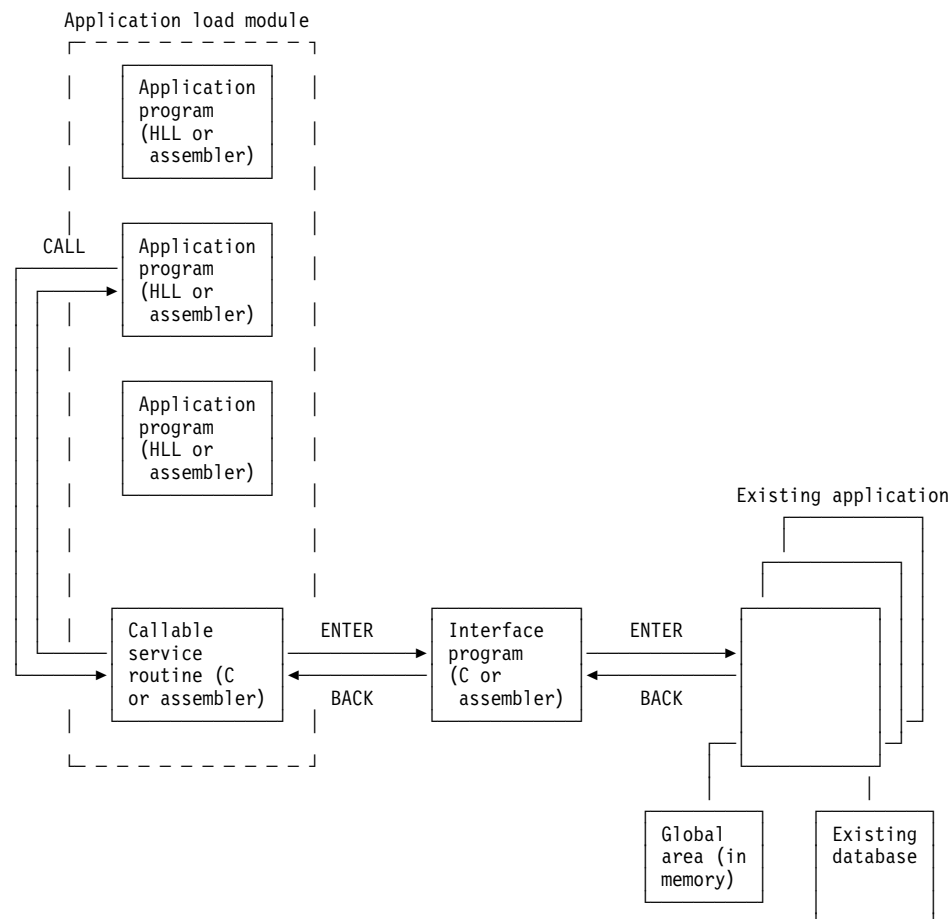 Application load module
Application
program
(HLL or
assembler)
CALL
Application
program
(HLL or
assembler)
Application
program
(HLL or
assembler)
Existing application
Callable
service
routine (C
or assembler)
ENTER
BACK
Interface
program
(C or
assembler)
ENTER
BACK
Global
area (in
memory)
Existing
database